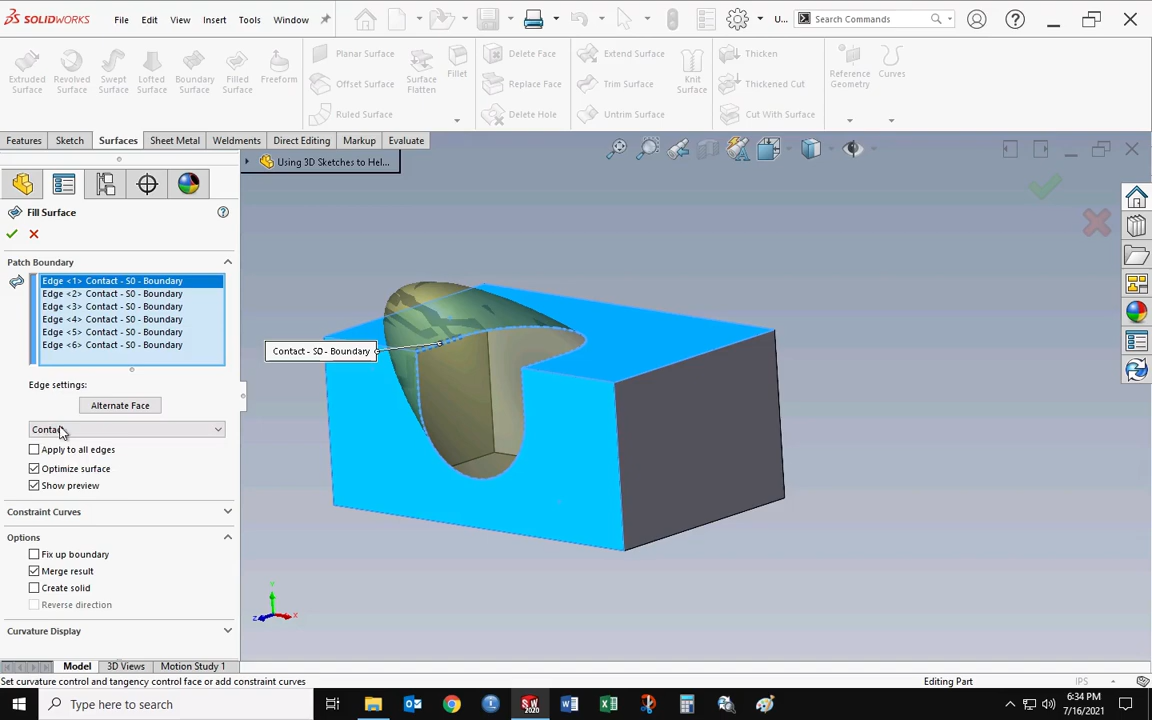 SOLIDWORKS File Edit View Insert Tools Window U... Search Commands
Extruded Surface
Revolved Surface
Swept Surface
Lofted Surface
Boundary Surface
Filled Surface
Freeform
Planar Surface
Offset Surface
Ruled Surface
Surface Flatten
Fillet
Delete Face
Replace Face
Delete Hole
Extend Surface
Trim Surface
Untrim Surface
Knit Surface
Thicken
Thickened Cut
Cut With Surface
Reference Geometry
Curves
Features Sketch Surfaces Sheet Metal Weldments Direct Editing Markup Evaluate
Using 3D Sketches to Hel...
Fill Surface
Patch Boundary
Edge <1> Contact - S0 - Boundary
Edge <2> Contact - S0 - Boundary
Edge <3> Contact - S0 - Boundary
Edge <4> Contact - S0 - Boundary
Edge <5> Contact - S0 - Boundary
Edge <6> Contact - S0 - Boundary
Contact - S0 - Boundary
Edge settings:
Alternate Face
Contact
Apply to all edges
Optimize surface
Show preview
Constraint Curves
Options
Fix up boundary
Merge result
Create solid
Reverse direction
Curvature Display
Y
Z X
Model 3D Views Motion Study 1
Set curvature control and tangency control face or add constraint curves Editing Part IPS
Type here to search
6:34 PM
7/16/2021